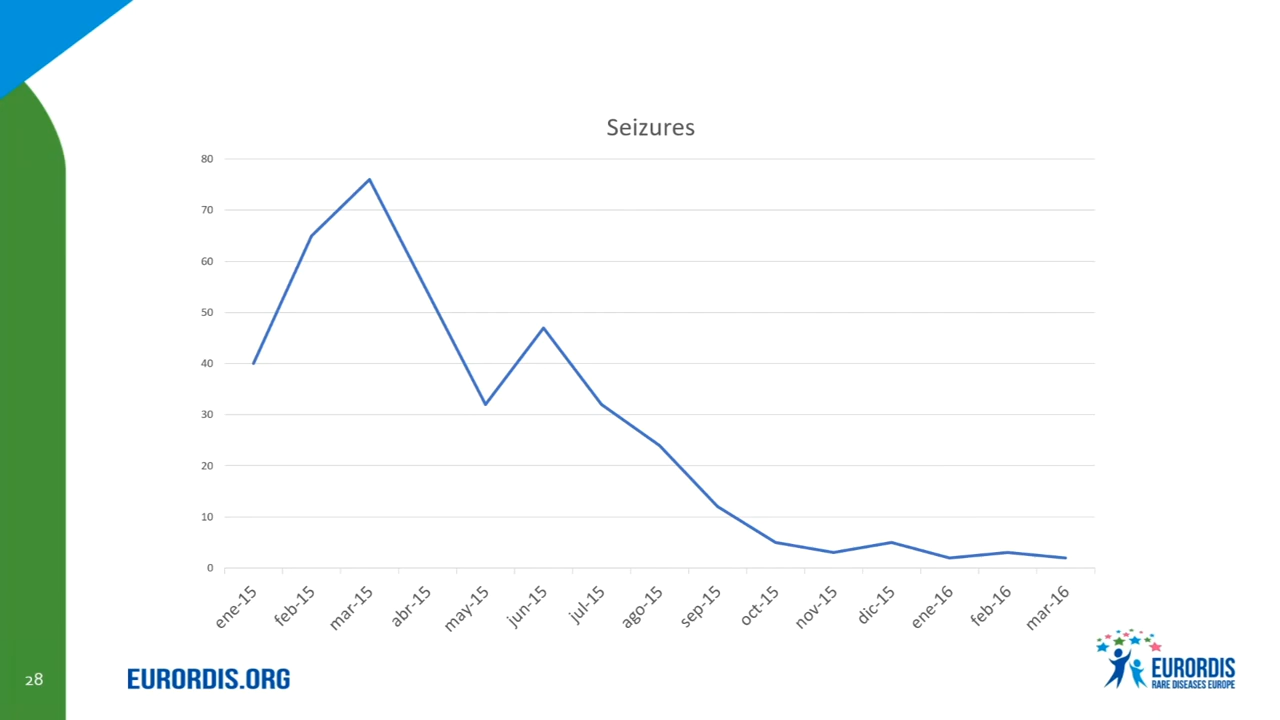 Seizures
80
70
60
50
40
30
20
10
0
ene-15 feb-15 mar-15 abr-15 may-15 jun-15 jul-15 ago-15 sep-15 oct-15 nov-15 dic-15 ene-16 feb-16 mar-16
28
EURORDIS.ORG
EURORDIS
RARE DISEASES EUROPE